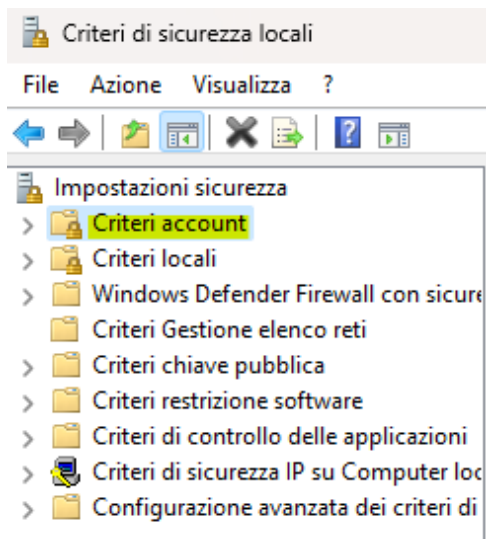 Criteri di sicurezza locali
File Azione Visualizza ?
?
Impostazioni sicurezza
Criteri account
Criteri locali
Windows Defender Firewall con sicure
Criteri Gestione elenco reti
Criteri chiave pubblica
Criteri restrizione software
Criteri di controllo delle applicazioni
Criteri di sicurezza IP su Computer loc
Configurazione avanzata dei criteri di